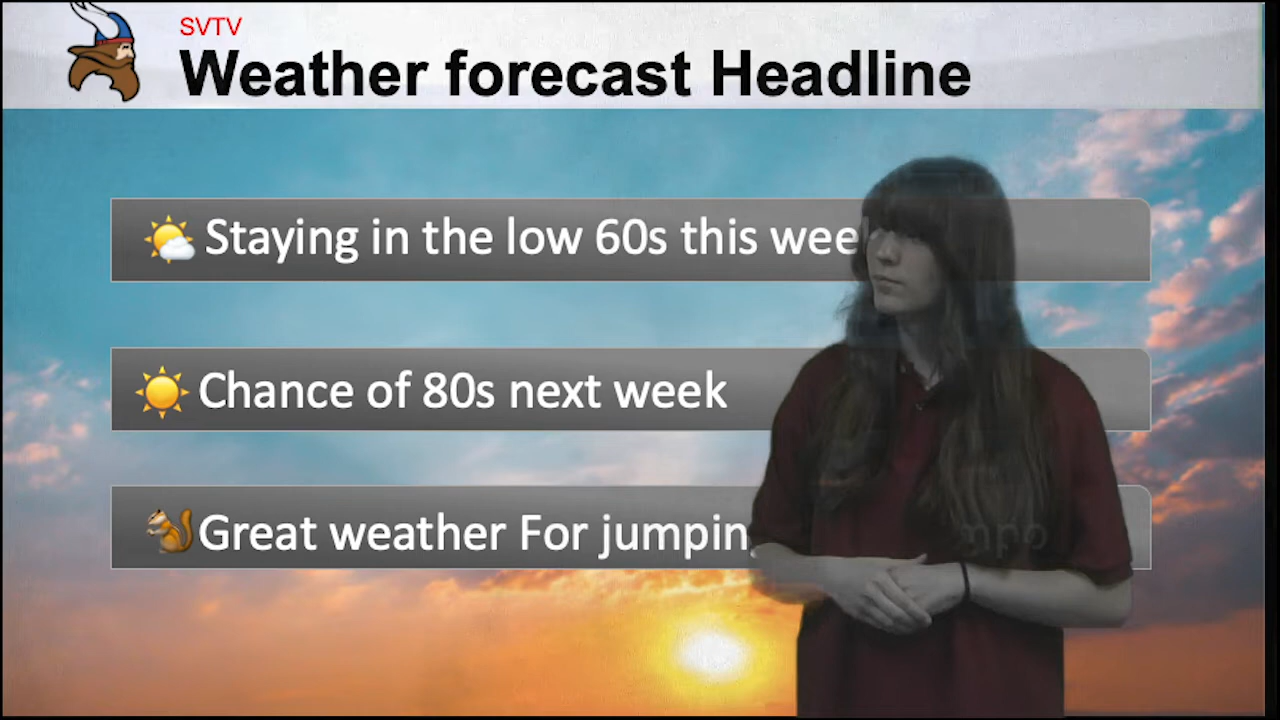 SVTV
Weather forecast Headline
Staying in the low 60s this wee
Chance of 80s next week
Great weather For jumpin